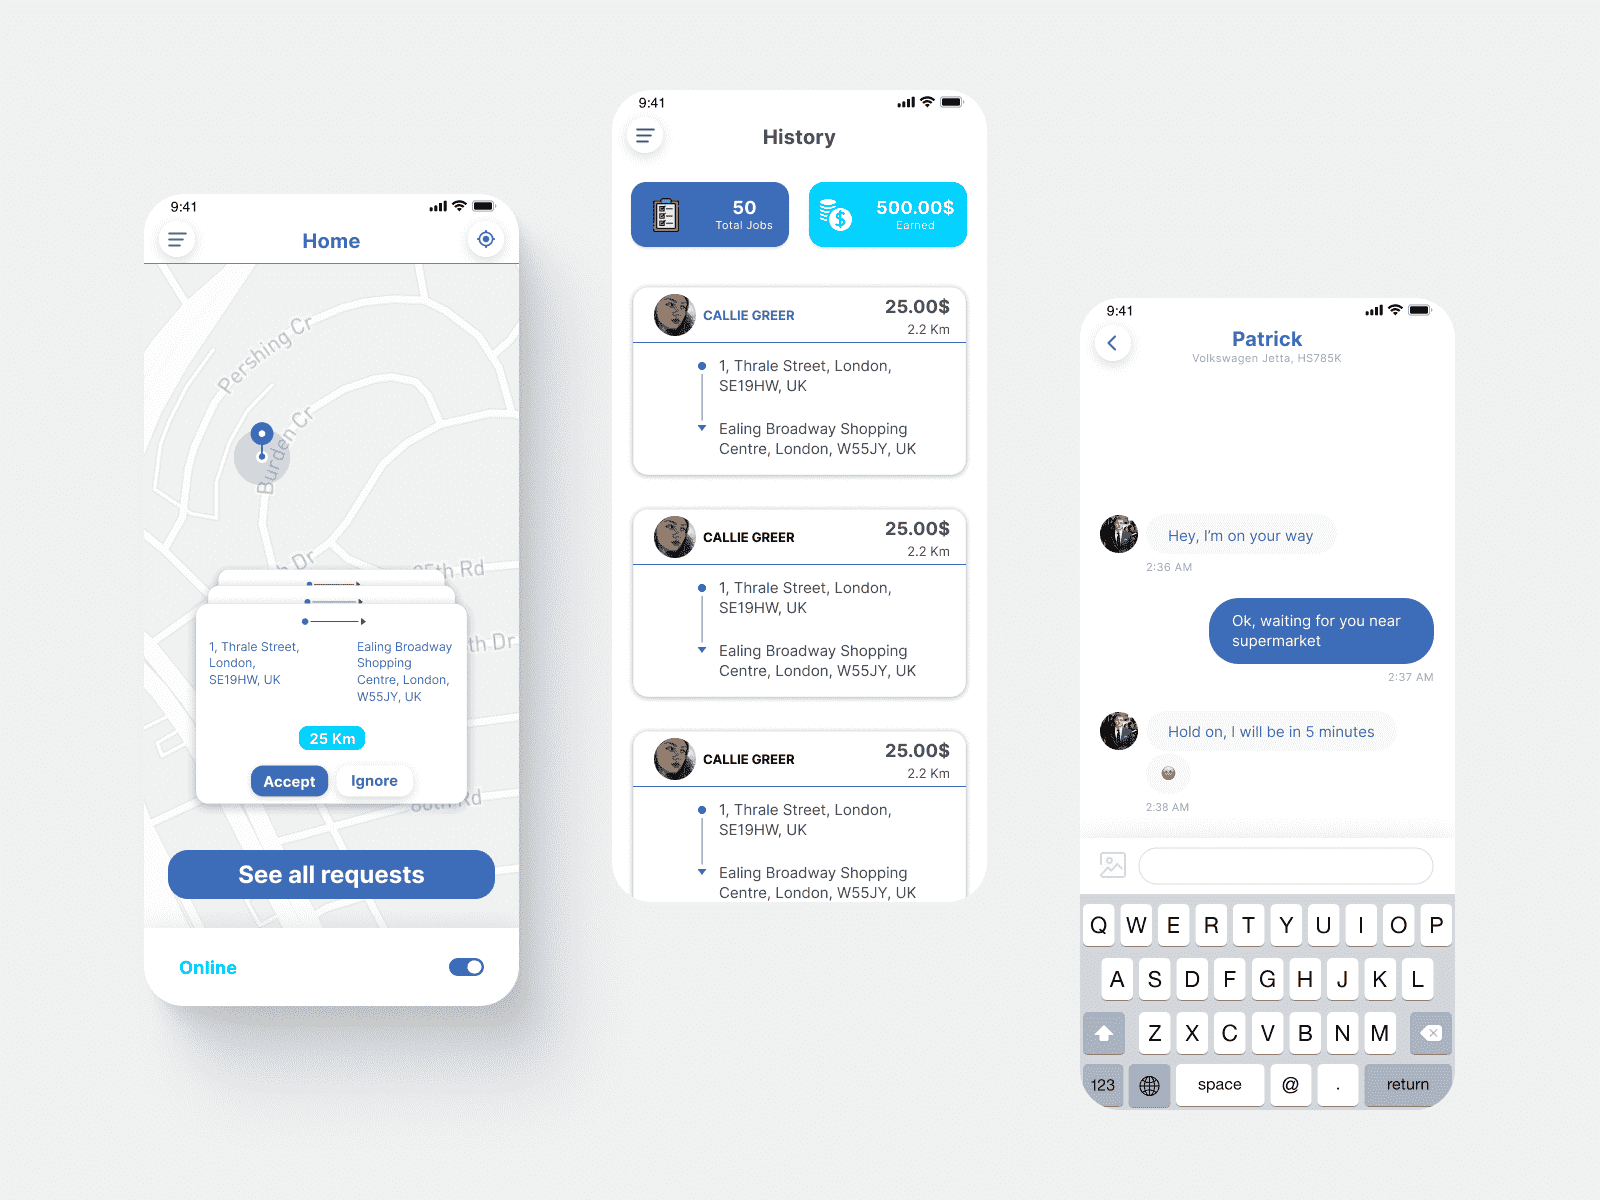 9:41
Home
Pershing Cr
Burden Cr
Dr
th Rd
th Dr
Rd
1, Thrale Street,
London,
SE19HW, UK
Ealing Broadway
Shopping
Centre, London,
W55JY, UK
25 Km
Accept
Ignore
See all requests
Online
9:41
History
50
Total Jobs
500.00$
Earned
CALLIE GREER
25.00$
2.2 Km
1, Thrale Street, London,
SE19HW, UK
Ealing Broadway Shopping
Centre, London, W55JY, UK
CALLIE GREER
25.00$
2.2 Km
1, Thrale Street, London,
SE19HW, UK
Ealing Broadway Shopping
Centre, London, W55JY, UK
CALLIE GREER
25.00$
2.2 Km
1, Thrale Street, London,
SE19HW, UK
Ealing Broadway Shopping
Centre, London, W55JY, UK
9:41
Patrick
Volkswagen Jetta, HS785K
Hey, I'm on your way
2:36 AM
Ok, waiting for you near
supermarket
2:37 AM
Hold on, I will be in 5 minutes
2:38 AM
Q W E R T Y U I O P
A S D F G H J K L
Z X C V B N M
123 space @ . return